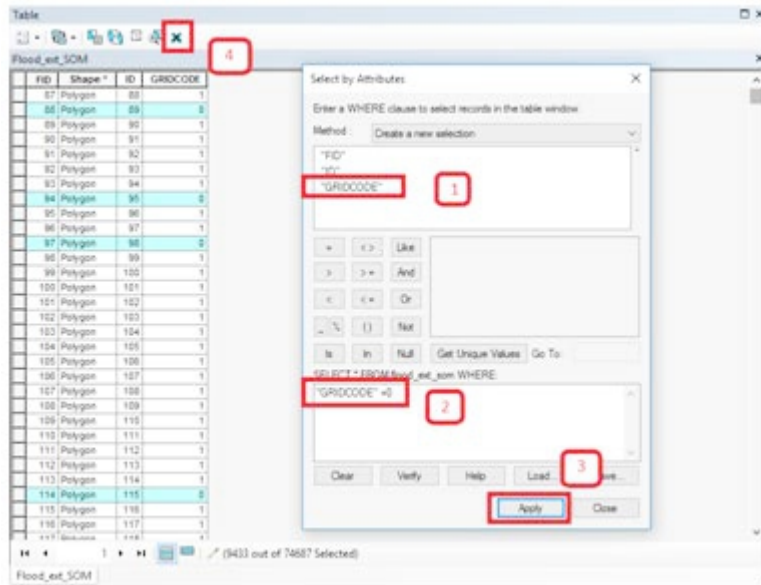 Table
4
Flood_ext_SOM
FID Shape * ID GRIDCODE
87 Polygon 88 1
88 Polygon 89 0
89 Polygon 90 1
90 Polygon 91 1
91 Polygon 92 1
92 Polygon 93 1
93 Polygon 94 1
94 Polygon 95 0
95 Polygon 96 1
96 Polygon 97 1
97 Polygon 98 0
98 Polygon 99 1
99 Polygon 100 1
100 Polygon 101 1
101 Polygon 102 1
102 Polygon 103 1
103 Polygon 104 1
104 Polygon 105 1
105 Polygon 106 1
106 Polygon 107 1
107 Polygon 108 1
108 Polygon 109 1
109 Polygon 110 1
110 Polygon 111 1
111 Polygon 112 1
112 Polygon 113 1
113 Polygon 114 1
114 Polygon 115 0
115 Polygon 116 1
116 Polygon 117 1
117 Polygon 118 1
Select by Attributes
Enter a WHERE clause to select records in the table window.
Method : Create a new selection
"FID"
"ID"
"GRIDCODE"
1
= < > Like
> > = And
< < = Or
_ % () Not
Is In Null Get Unique Values Go To:
SELECT * FROM flood_ext_som WHERE:
"GRIDCODE" =0
2
3
Clear Verify Help Load...
Apply Close
1 (9433 out of 74687 Selected)
Flood_ext_SOM